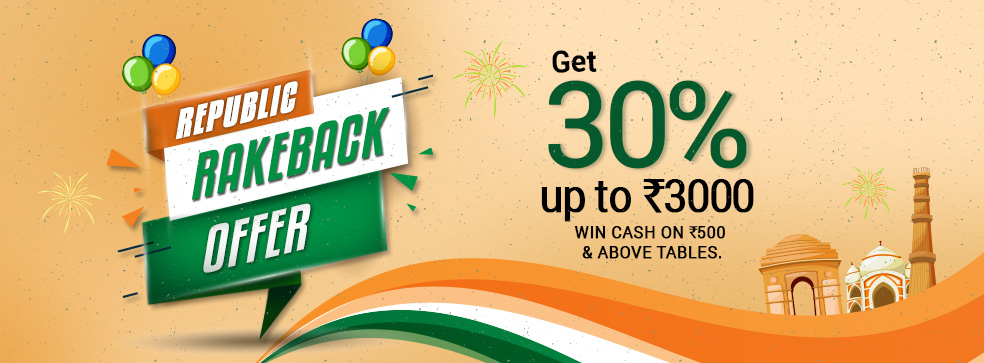 REPUBLIC
RAKEBACK
OFFER
Get
30%
up to ₹3000
WIN CASH ON ₹500
& ABOVE TABLES.